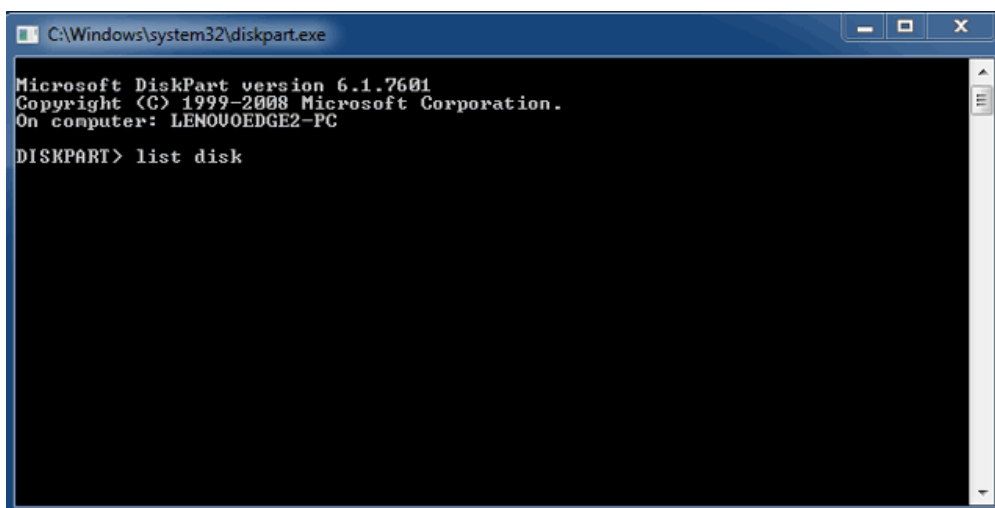 C:\Windows\system32\diskpart.exe
Microsoft DiskPart version 6.1.7601
Copyright (C) 1999-2008 Microsoft Corporation.
On computer: LENOVOEDGE2-PC
DISKPART> list disk